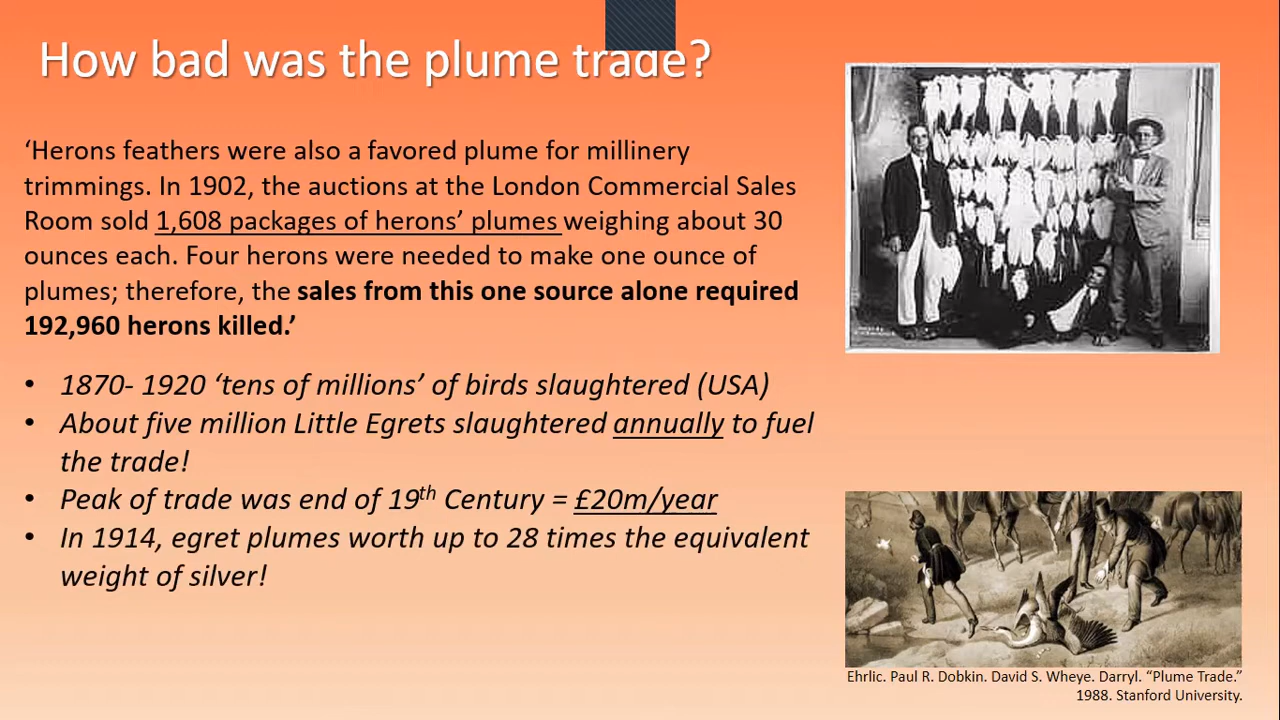 How bad was the plume trade?
‘Herons feathers were also a favored plume for millinery
trimmings. In 1902, the auctions at the London Commercial Sales
Room sold 1,608 packages of herons’ plumes weighing about 30
ounces each. Four herons were needed to make one ounce of
plumes; therefore, the sales from this one source alone required
192,960 herons killed.’
• 1870- 1920 ‘tens of millions’ of birds slaughtered (USA)
• About five million Little Egrets slaughtered annually to fuel
the trade!
• Peak of trade was end of 19th Century = £20m/year
• In 1914, egret plumes worth up to 28 times the equivalent
weight of silver!
Ehrlic. Paul R. Dobkin. David S. Wheye. Darryl. “Plume Trade.”
1988. Stanford University.